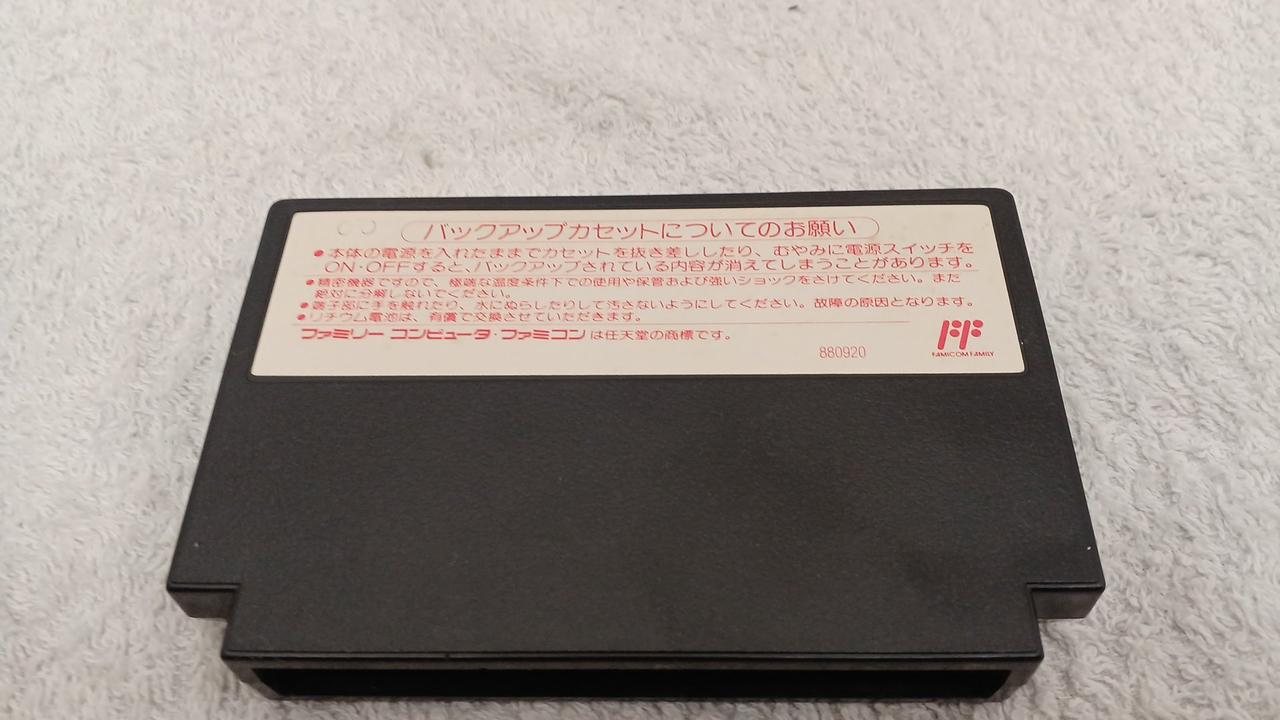 バックアップカセットについてのお願い
●本体の電源を入れたままでカセットを抜き差ししたり、むやみに電源スイッチを
ON・OFFすると、バックアップされている内容が消えてしまうことがあります。
●精密機器ですので、極端な温度条件下での使用や保管および強いショックをさけてください。また
絶対に分解しないでください。
●端子部に手を触れたり、水にぬらしたりして汚さないようにしてください。故障の原因となります。
●リチウム電池は、有償で交換させていただきます。
ファミリー コンピュータ・ファミコンは任天堂の商標です。
880920
FAMICOM FAMILY